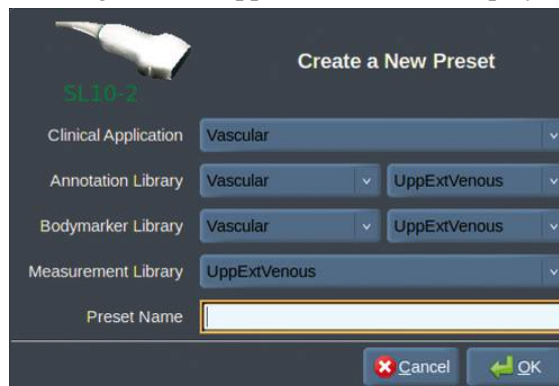 Create a New Preset
SL10-2
Clinical Application Vascular
Annotation Library Vascular UppExtVenous
Bodymarker Library Vascular UppExtVenous
Measurement Library UppExtVenous
Preset Name
Cancel OK